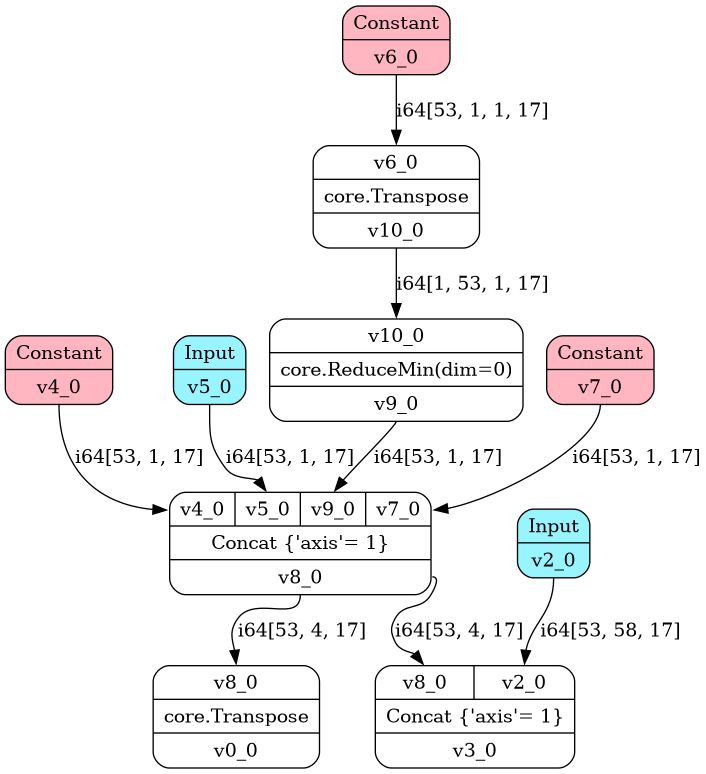 Constant
v6_0
i64[53, 1, 1, 17]
v6_0
core.Transpose
v10_0
i64[1, 53, 1, 17]
v10_0
core.ReduceMin(dim=0)
v9_0
Constant
v4_0
Input
v5_0
Constant
v7_0
i64[53, 1, 17]
i64[53, 1, 17]
i64[53, 1, 17]
i64[53, 1, 17]
v4_0 v5_0 v9_0 v7_0
Concat {'axis'= 1}
v8_0
Input
v2_0
i64[53, 4, 17]
i64[53, 4, 17]
i64[53, 58, 17]
v8_0
core.Transpose
v0_0
v8_0 v2_0
Concat {'axis'= 1}
v3_0